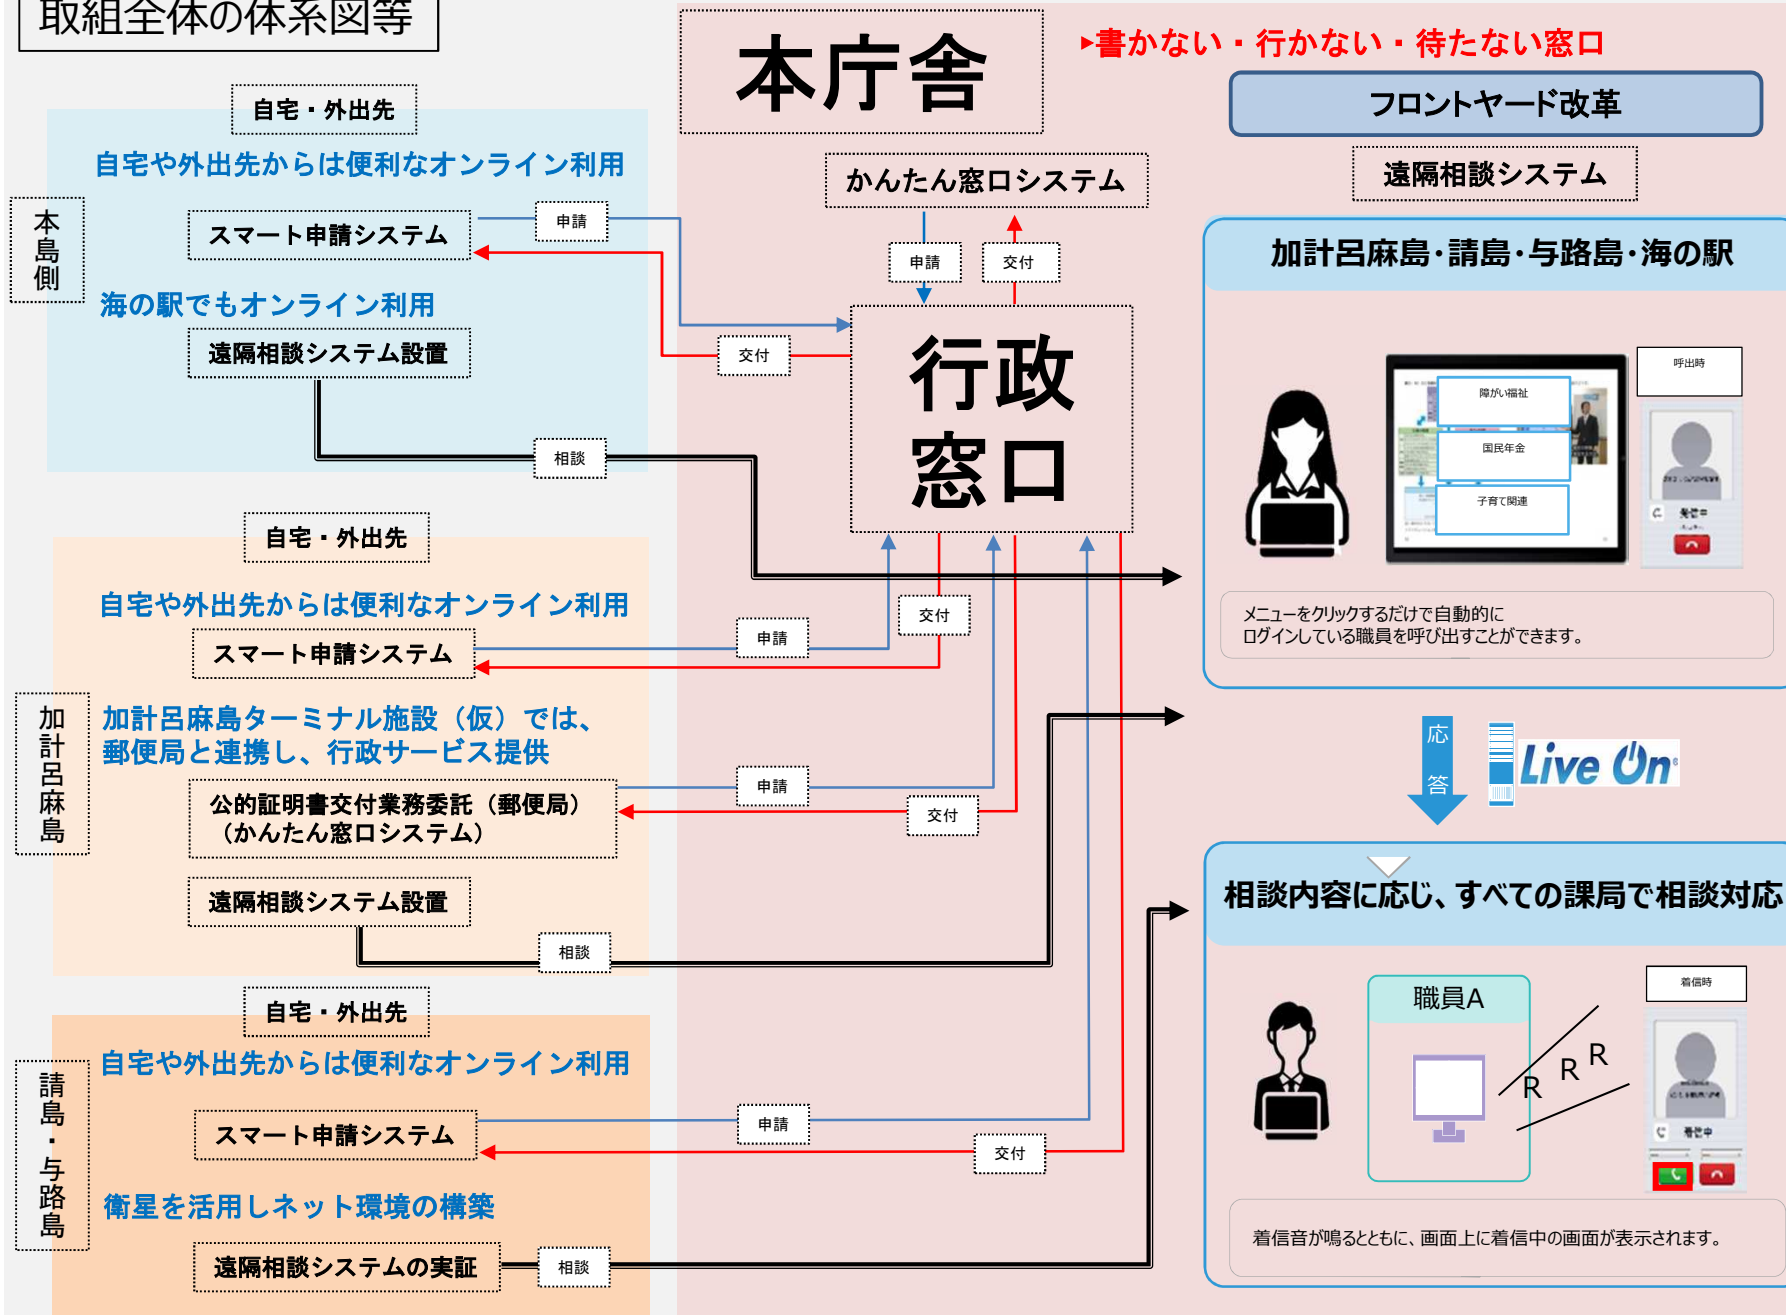 取組全体の体系図等
本庁舎
▸書かない・行かない・待たない窓口
フロントヤード改革
遠隔相談システム
かんたん窓口システム
申請
交付
行政
窓口
本島側
自宅・外出先
自宅や外出先からは便利なオンライン利用
スマート申請システム
申請
交付
海の駅でもオンライン利用
遠隔相談システム設置
相談
加計呂麻島
自宅・外出先
自宅や外出先からは便利なオンライン利用
スマート申請システム
申請
交付
加計呂麻島ターミナル施設（仮）では、
郵便局と連携し、行政サービス提供
公的証明書交付業務委託（郵便局）
（かんたん窓口システム）
申請
交付
遠隔相談システム設置
相談
請島・与路島
自宅・外出先
自宅や外出先からは便利なオンライン利用
スマート申請システム
申請
交付
衛星を活用しネット環境の構築
遠隔相談システムの実証
相談
加計呂麻島・請島・与路島・海の駅
障がい福祉
国民年金
子育て関連
呼出時
発信中
メニューをクリックするだけで自動的に
ログインしている職員を呼び出すことができます。
応答
Live On
相談内容に応じ、すべての課局で相談対応
職員A
R R R
着信時
着信中
着信音が鳴るとともに、画面上に着信中の画面が表示されます。